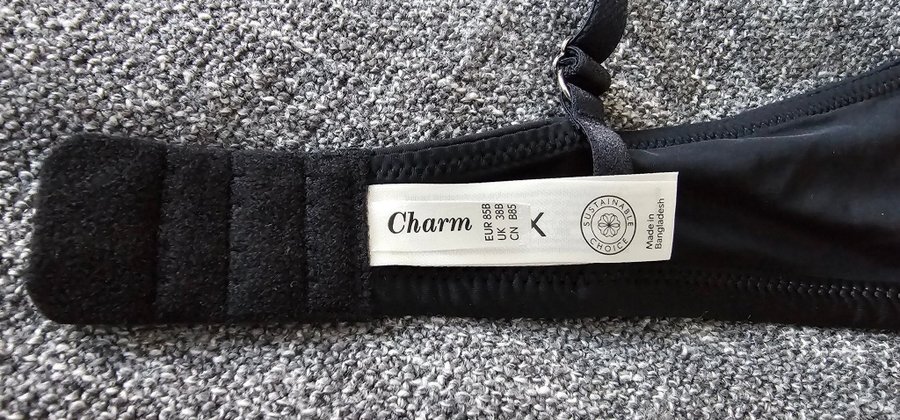 Charm
EUR 85B
UK 38B
CN B85
K
SUSTAINABLE
CHOICE
Made in
Bangladesh